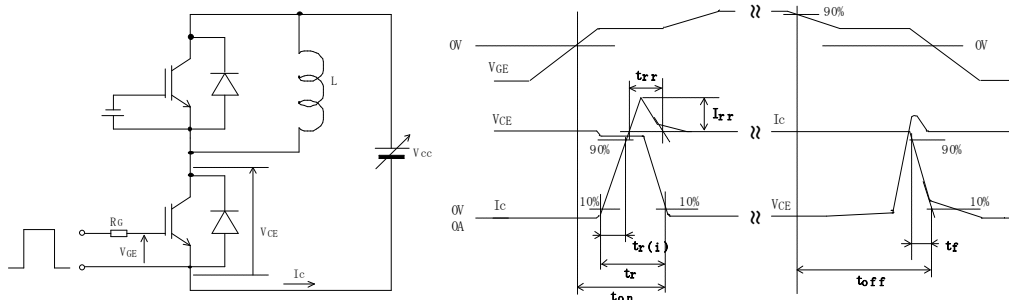 L
Vcc
RG
VGE
VCE
Ic
0V
VGE
VCE
Ic
0V
0A
90%
10%
trr
Irr
10%
tr(i)
tr
ton
90%
0V
Ic
90%
VCE
10%
tf
toff